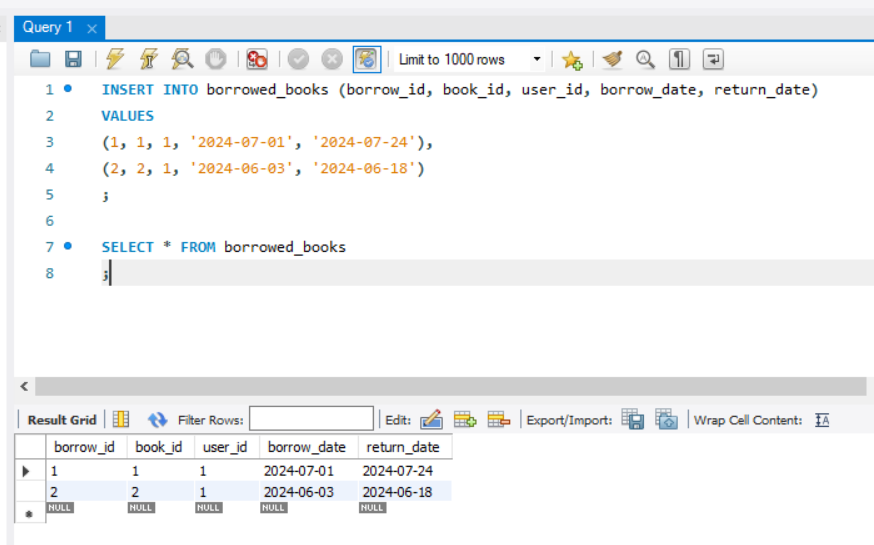 Query 1
Limit to 1000 rows
1 INSERT INTO borrowed_books (borrow_id, book_id, user_id, borrow_date, return_date)
2 VALUES
3 (1, 1, 1, '2024-07-01', '2024-07-24'),
4 (2, 2, 1, '2024-06-03', '2024-06-18')
5 ;
6
7 SELECT * FROM borrowed_books
8 ;
Result Grid Filter Rows: Edit: Export/Import: Wrap Cell Content: IA
borrow_id book_id user_id borrow_date return_date
1 1 1 2024-07-01 2024-07-24
2 2 1 2024-06-03 2024-06-18
NULL NULL NULL NULL NULL